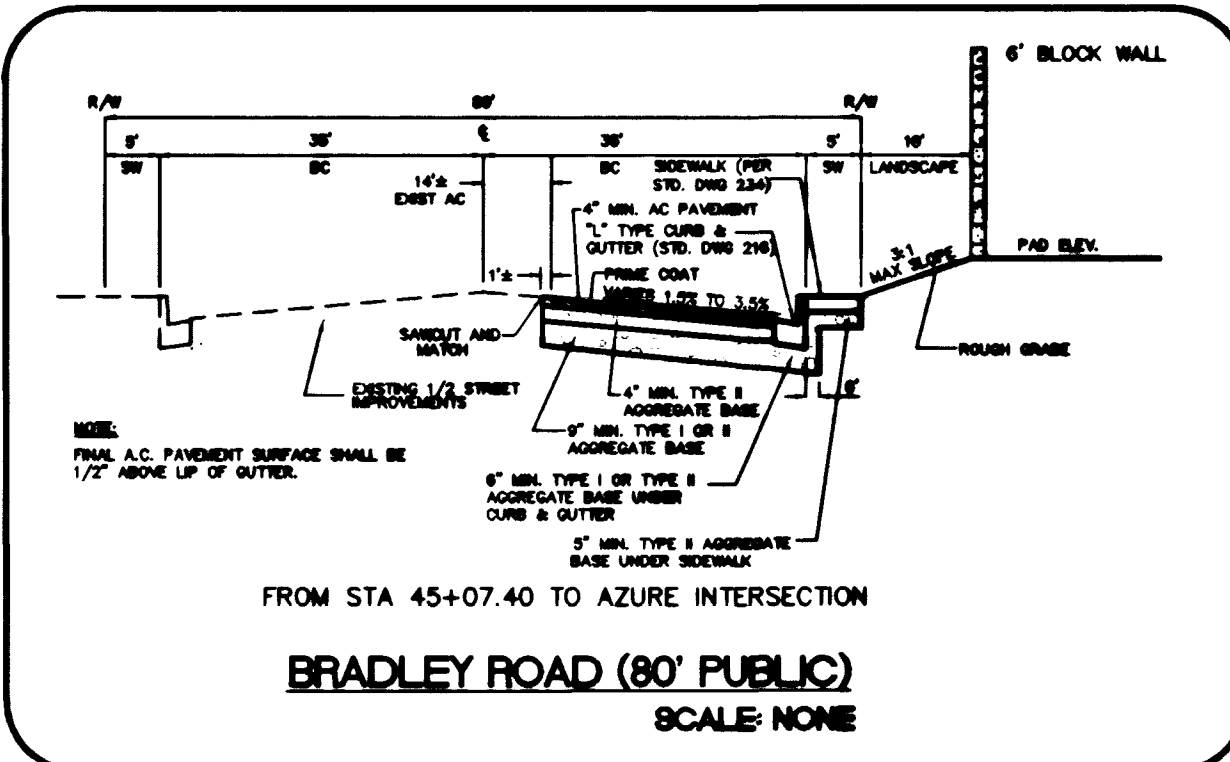 6' BLOCK WALL
R/W
80'
R/W
5'
35'
℄
35'
5'
SW
BC
BC
SW
LANDSCAPE
14'±
EXIST AC
SIDEWALK (PER
STD. DWG 234)
4" MIN. AC PAVEMENT
"L" TYPE CURB &
GUTTER (STD. DWG 216)
3:1
MAX SLOPE
PAD ELEV.
1'±
PRIME COAT
VARIES 1.5% TO 3.5%
SAWCUT AND
MATCH
ROUGH GRADE
EXISTING 1/2 STREET
IMPROVEMENTS
4" MIN. TYPE II
AGGREGATE BASE
NOTE:
FINAL A.C. PAVEMENT SURFACE SHALL BE
1/2" ABOVE LIP OF GUTTER.
9" MIN. TYPE I OR II
AGGREGATE BASE
6" MIN. TYPE I OR TYPE II
AGGREGATE BASE UNDER
CURB & GUTTER
5" MIN. TYPE II AGGREGATE
BASE UNDER SIDEWALK
FROM STA 45+07.40 TO AZURE INTERSECTION
BRADLEY ROAD (80' PUBLIC)
SCALE: NONE